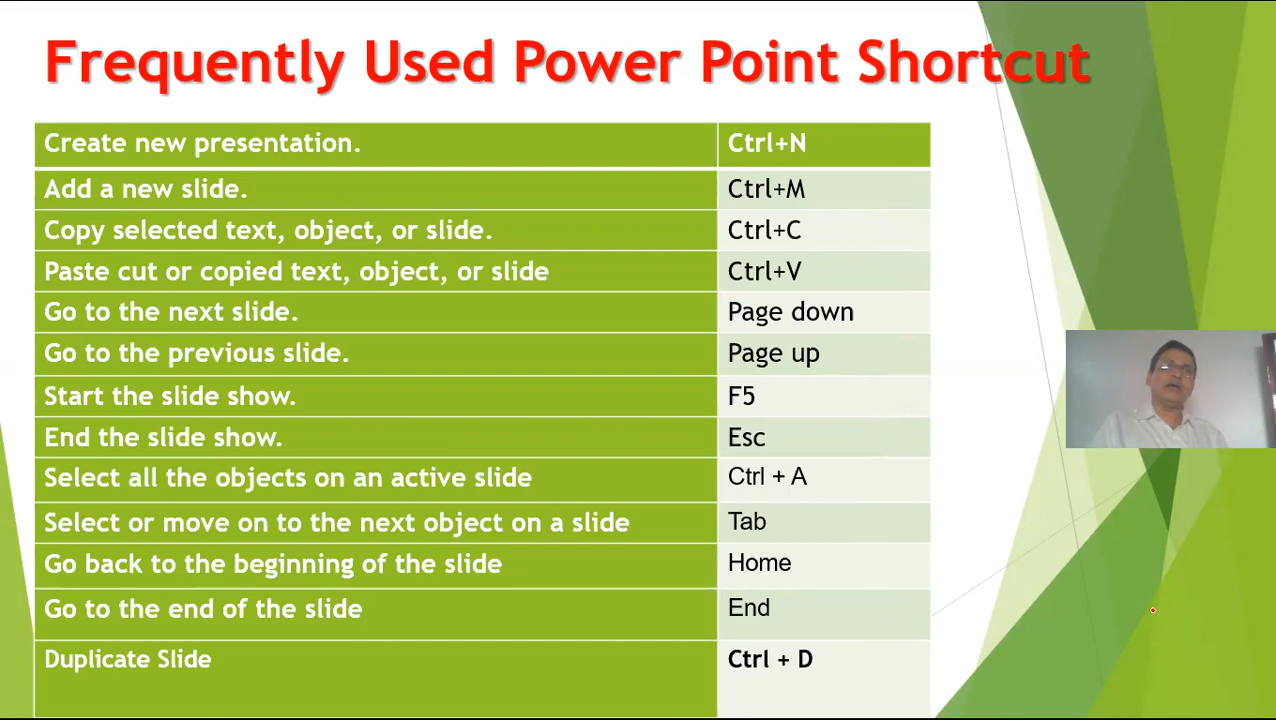 Frequently Used Power Point Shortcut
Create new presentation. Ctrl+N
Add a new slide. Ctrl+M
Copy selected text, object, or slide. Ctrl+C
Paste cut or copied text, object, or slide Ctrl+V
Go to the next slide. Page down
Go to the previous slide. Page up
Start the slide show. F5
End the slide show. Esc
Select all the objects on an active slide Ctrl + A
Select or move on to the next object on a slide Tab
Go back to the beginning of the slide Home
Go to the end of the slide End
Duplicate Slide Ctrl + D